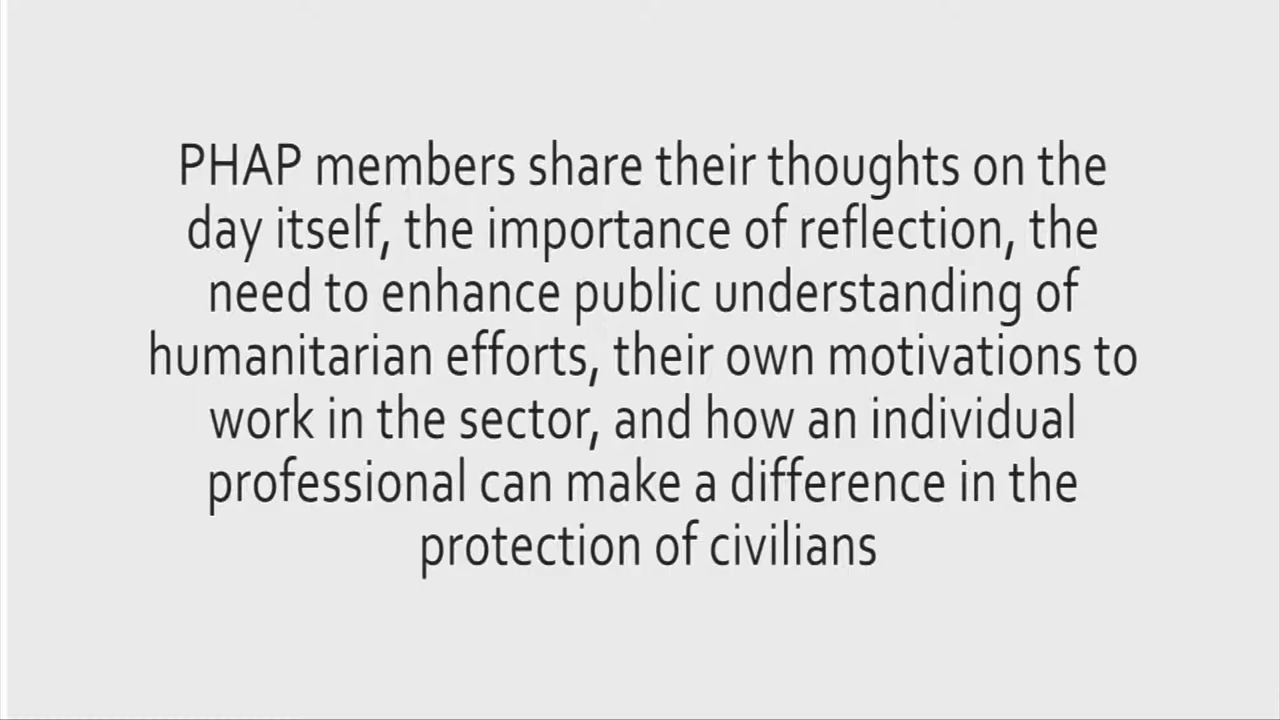 PHAP members share their thoughts on the
day itself, the importance of reflection, the
need to enhance public understanding of
humanitarian efforts, their own motivations to
work in the sector, and how an individual
professional can make a difference in the
protection of civilians